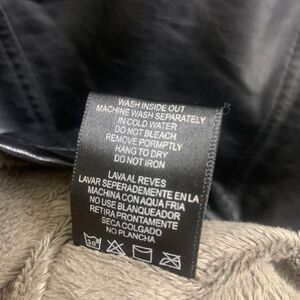 WASH INSIDE OUT
MACHINE WASH SEPARATELY
IN COLD WATER
DO NOT BLEACH
REMOVE PORMPTLY
HANG TO DRY
DO NOT IRON
LAVA AL REVES
LAVAR SEPERADEMENTE EN LA
MACHINA CON AQUA FRIA
NO USE BLANQUEADOR
RETIRA PRONTAMENTE
SECA COLGADO
NO PLANCHA
30°